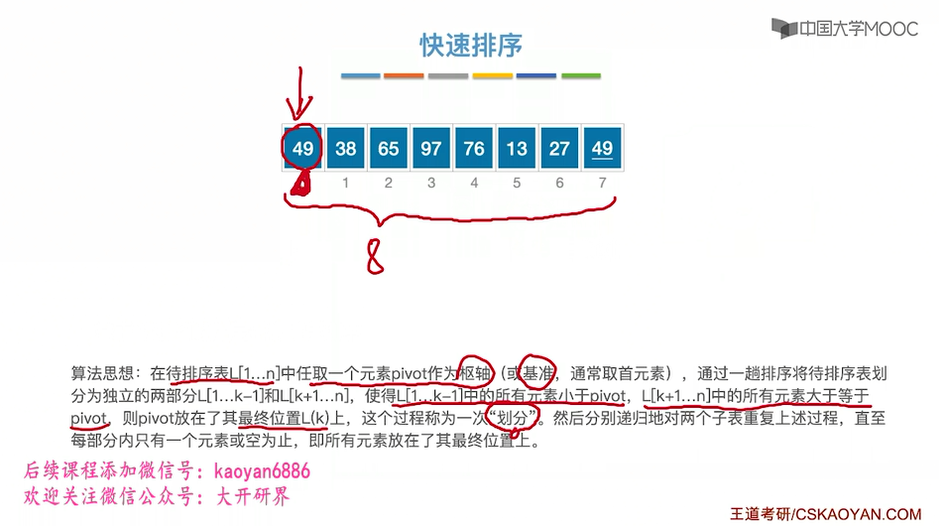 中国大学MOOC
快速排序
49 38 65 97 76 13 27 49
1 2 3 4 5 6 7
8
算法思想：在待排序表L[1…n]中任取一个元素pivot作为枢轴（或基准，通常取首元素），通过一趟排序将待排序表划
分为独立的两部分L[1…k−1]和L[k+1…n]，使得L[1…k−1]中的所有元素小于pivot，L[k+1…n]中的所有元素大于等于
pivot，则pivot放在了其最终位置L(k)上，这个过程称为一次“划分”。然后分别递归地对两个子表重复上述过程，直至
每部分内只有一个元素或空为止，即所有元素放在了其最终位置上。
后续课程添加微信号：kaoyan6886
欢迎关注微信公众号：大开研界
王道考研/CSKAOYAN.COM